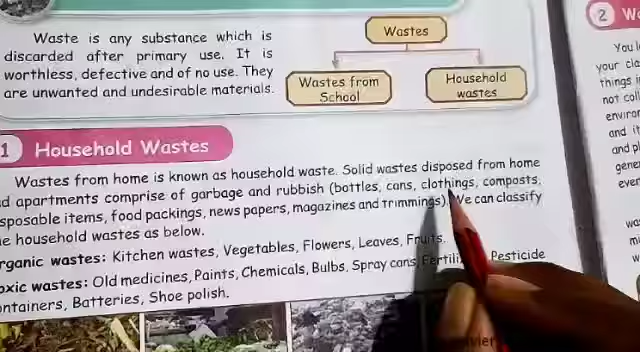 Waste is any substance which is
discarded after primary use. It is
worthless, defective and of no use. They
are unwanted and undesirable materials.
Wastes
Wastes from
School
Household
wastes
1 Household Wastes
Wastes from home is known as household waste. Solid wastes disposed from home
d apartments comprise of garbage and rubbish (bottles, cans, clothings, composts,
sposable items, food packings, news papers, magazines and trimmings). We can classify
e household wastes as below.
rganic wastes: Kitchen wastes, Vegetables, Flowers, Leaves, Fruits.
oxic wastes: Old medicines, Paints, Chemicals, Bulbs, Spray cans, Pesticide
ontainers, Batteries, Shoe polish.
2
You
your cla
things i
not coll
enviro
and it
and p
gene
ever
wa
mi
w